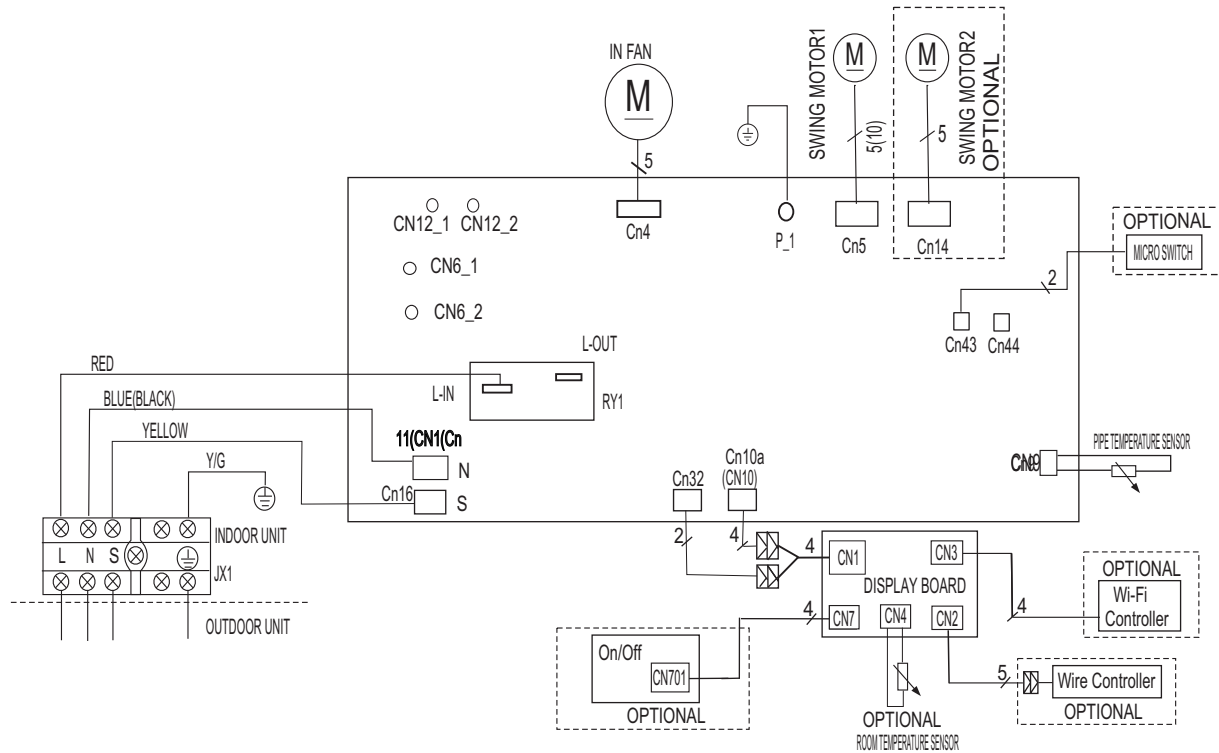 IN FAN
M
5
SWING MOTOR1
M
5(10)
M
5
SWING MOTOR2
OPTIONAL
CN12_1 CN12_2
Cn4
P_1
Cn5
Cn14
OPTIONAL
MICRO SWITCH
2
CN6_1
CN6_2
Cn43 Cn44
L-OUT
L-IN
RY1
RED
BLUE(BLACK)
YELLOW
Y/G
11(CN1(Cn
N
Cn16
S
Cn32
Cn10a
(CN10)
PIPE TEMPERATURE SENSOR
INDOOR UNIT
L N S
JX1
OUTDOOR UNIT
2
4
4
CN1
CN3
DISPLAY BOARD
CN7
CN4
CN2
4
4
OPTIONAL
Wi-Fi
Controller
On/Off
CN701
OPTIONAL
5
Wire Controller
OPTIONAL
OPTIONAL
ROOM TEMPERATURE SENSOR